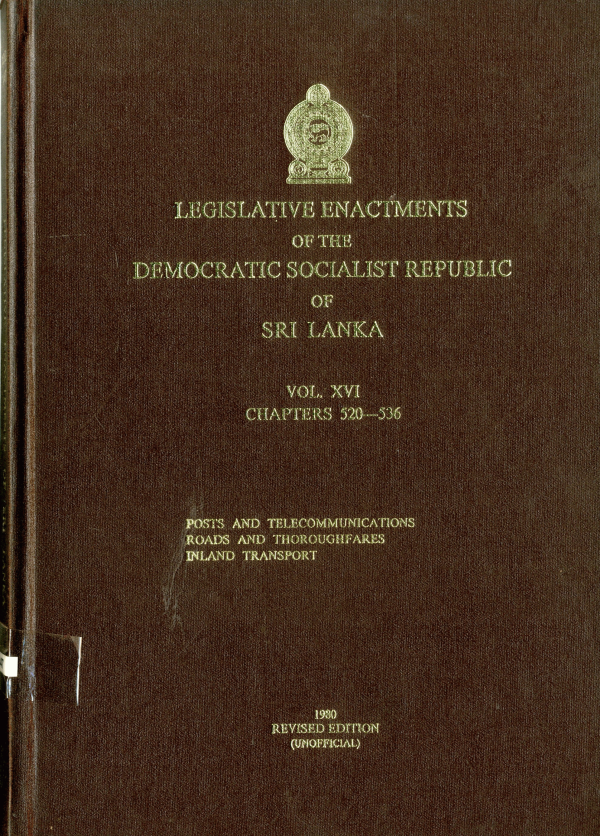 LEGISLATIVE ENACTMENTS
OF THE
DEMOCRATIC SOCIALIST REPUBLIC
OF
SRI LANKA
VOL. XVI
CHAPTERS 520—536
POSTS AND TELECOMMUNICATIONS
ROADS AND THOROUGHFARES
INLAND TRANSPORT
1980
REVISED EDITION
(UNOFFICIAL)